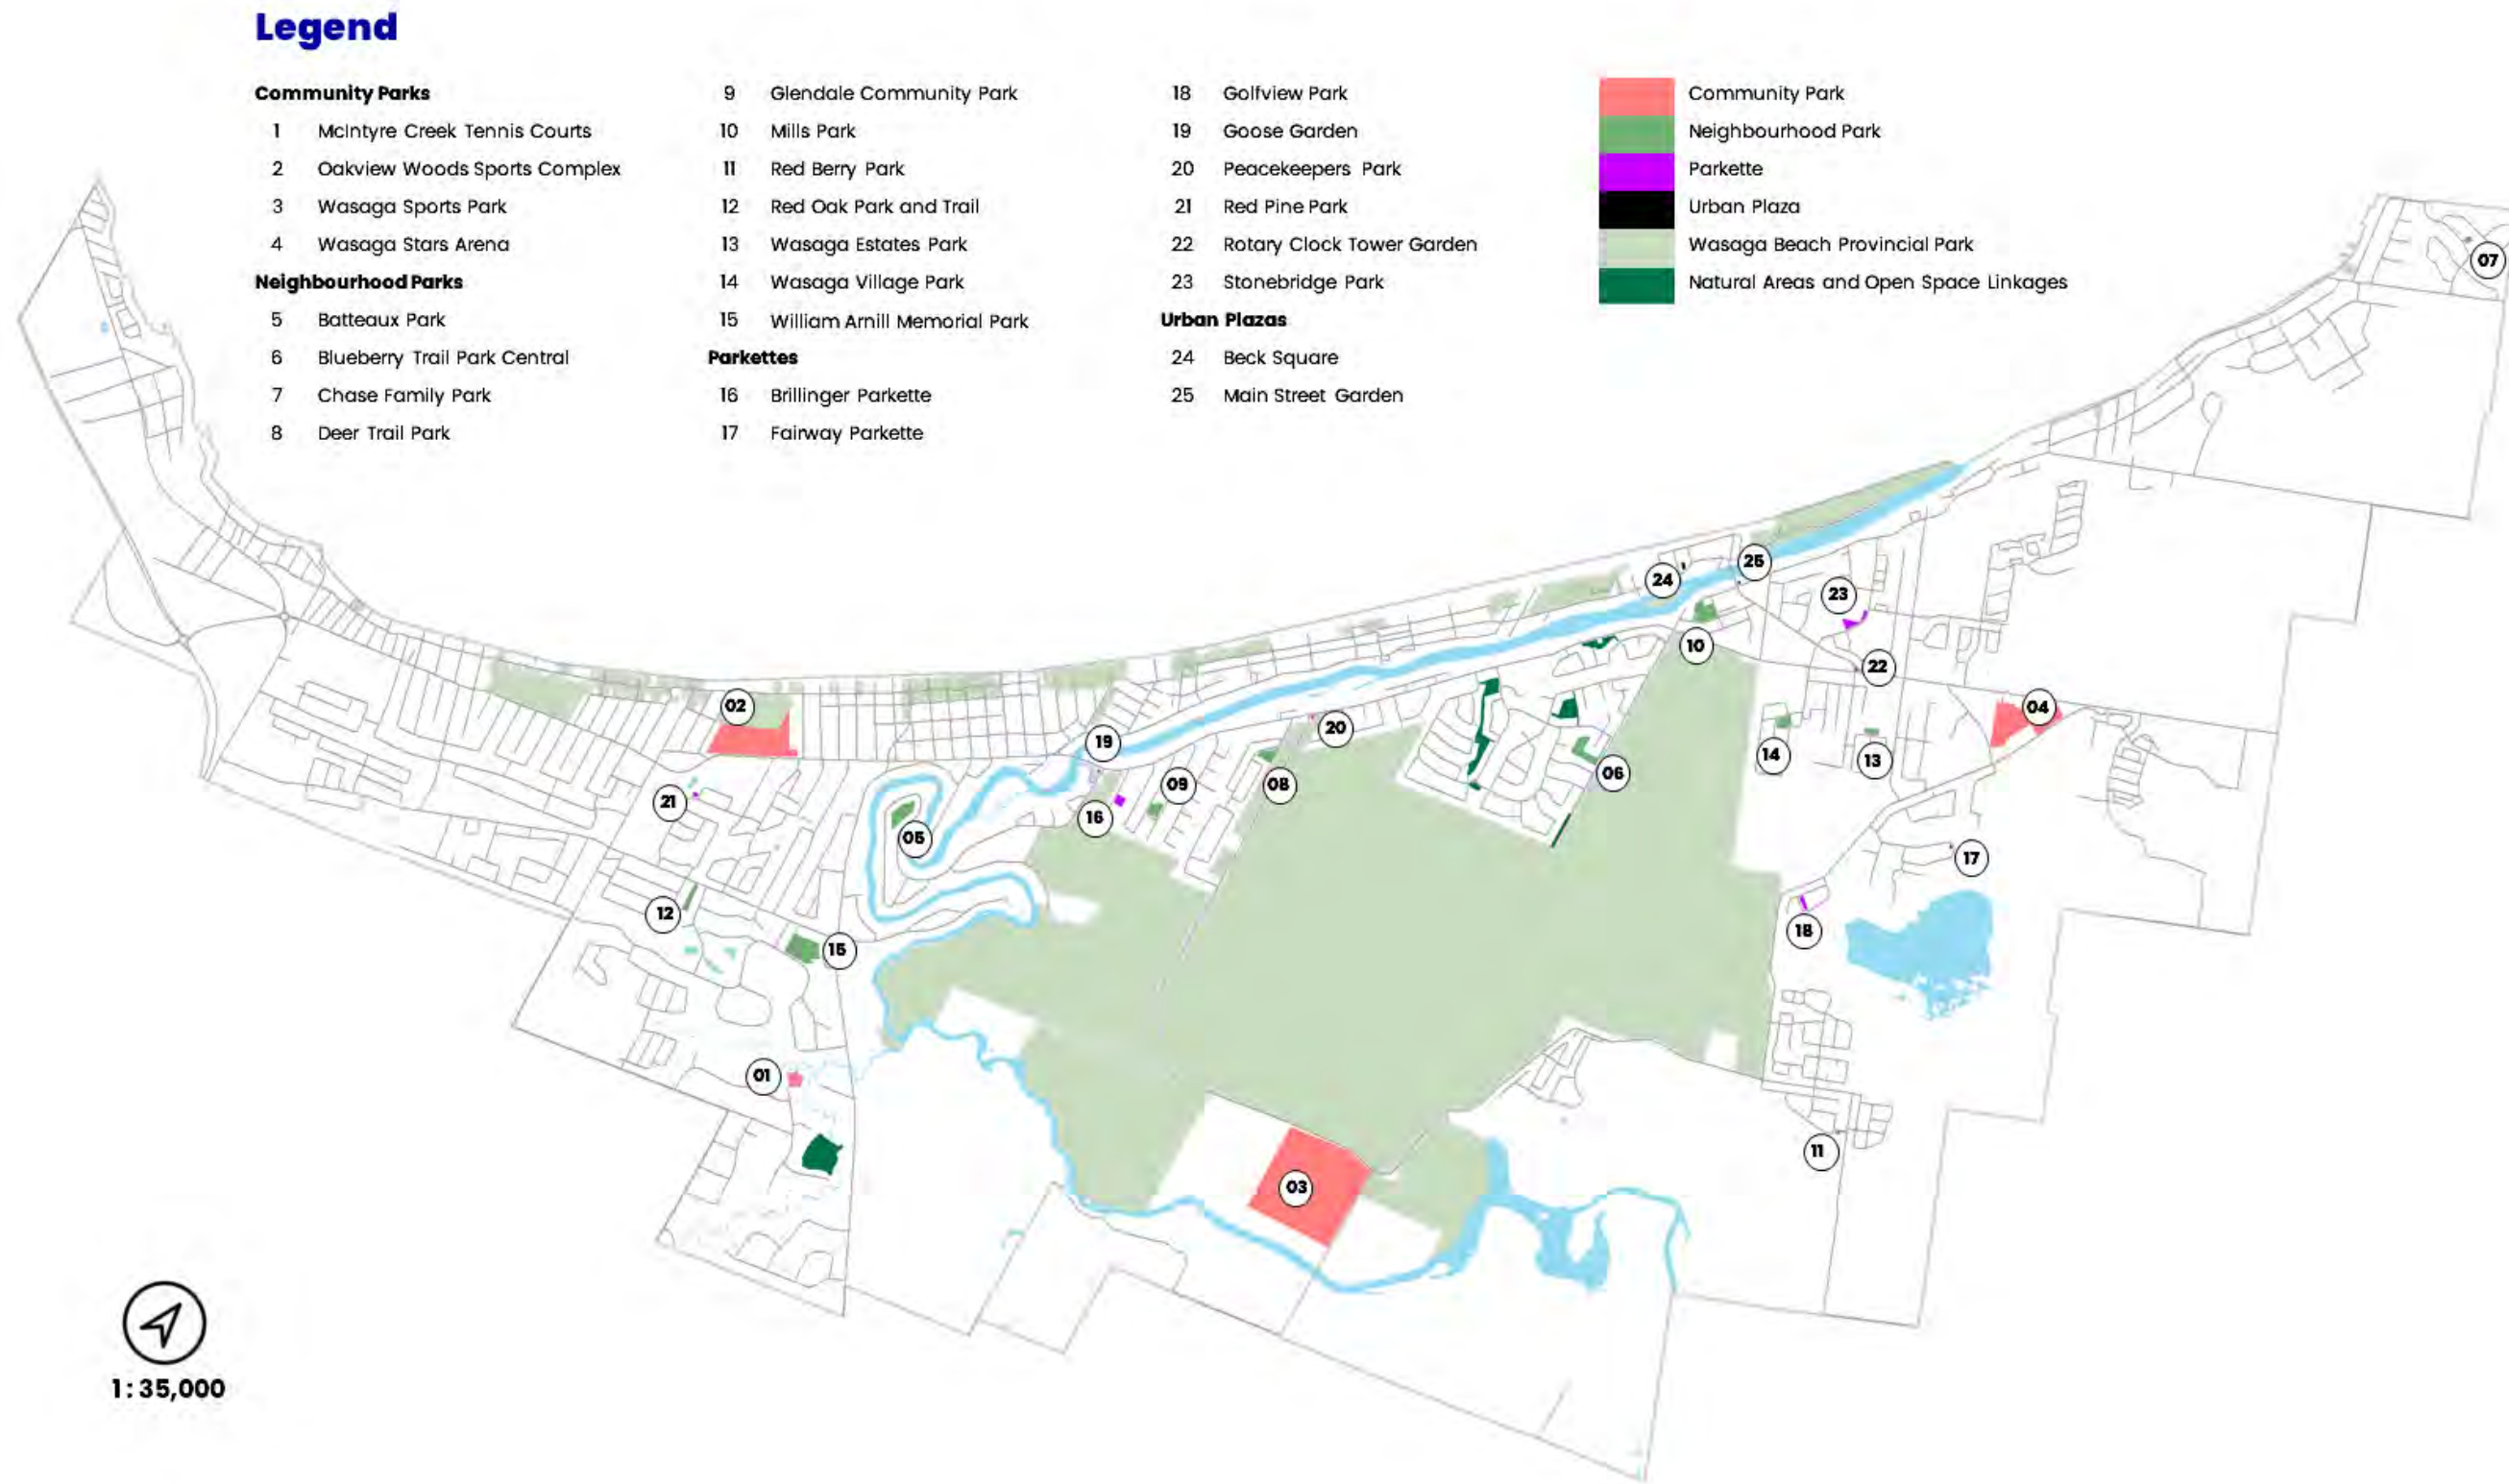 Legend
Community Parks
1 McIntyre Creek Tennis Courts
2 Oakview Woods Sports Complex
3 Wasaga Sports Park
4 Wasaga Stars Arena
Neighbourhood Parks
5 Batteaux Park
6 Blueberry Trail Park Central
7 Chase Family Park
8 Deer Trail Park
9 Glendale Community Park
10 Mills Park
11 Red Berry Park
12 Red Oak Park and Trail
13 Wasaga Estates Park
14 Wasaga Village Park
15 William Arnill Memorial Park
Parkettes
16 Brillinger Parkette
17 Fairway Parkette
18 Golfview Park
19 Goose Garden
20 Peacekeepers Park
21 Red Pine Park
22 Rotary Clock Tower Garden
23 Stonebridge Park
Urban Plazas
24 Beck Square
25 Main Street Garden
Community Park
Neighbourhood Park
Parkette
Urban Plaza
Wasaga Beach Provincial Park
Natural Areas and Open Space Linkages
07
25
24
23
10
22
02
04
19
20
14
13
06
09
08
21
16
05
17
12
18
15
01
11
03
1:35,000